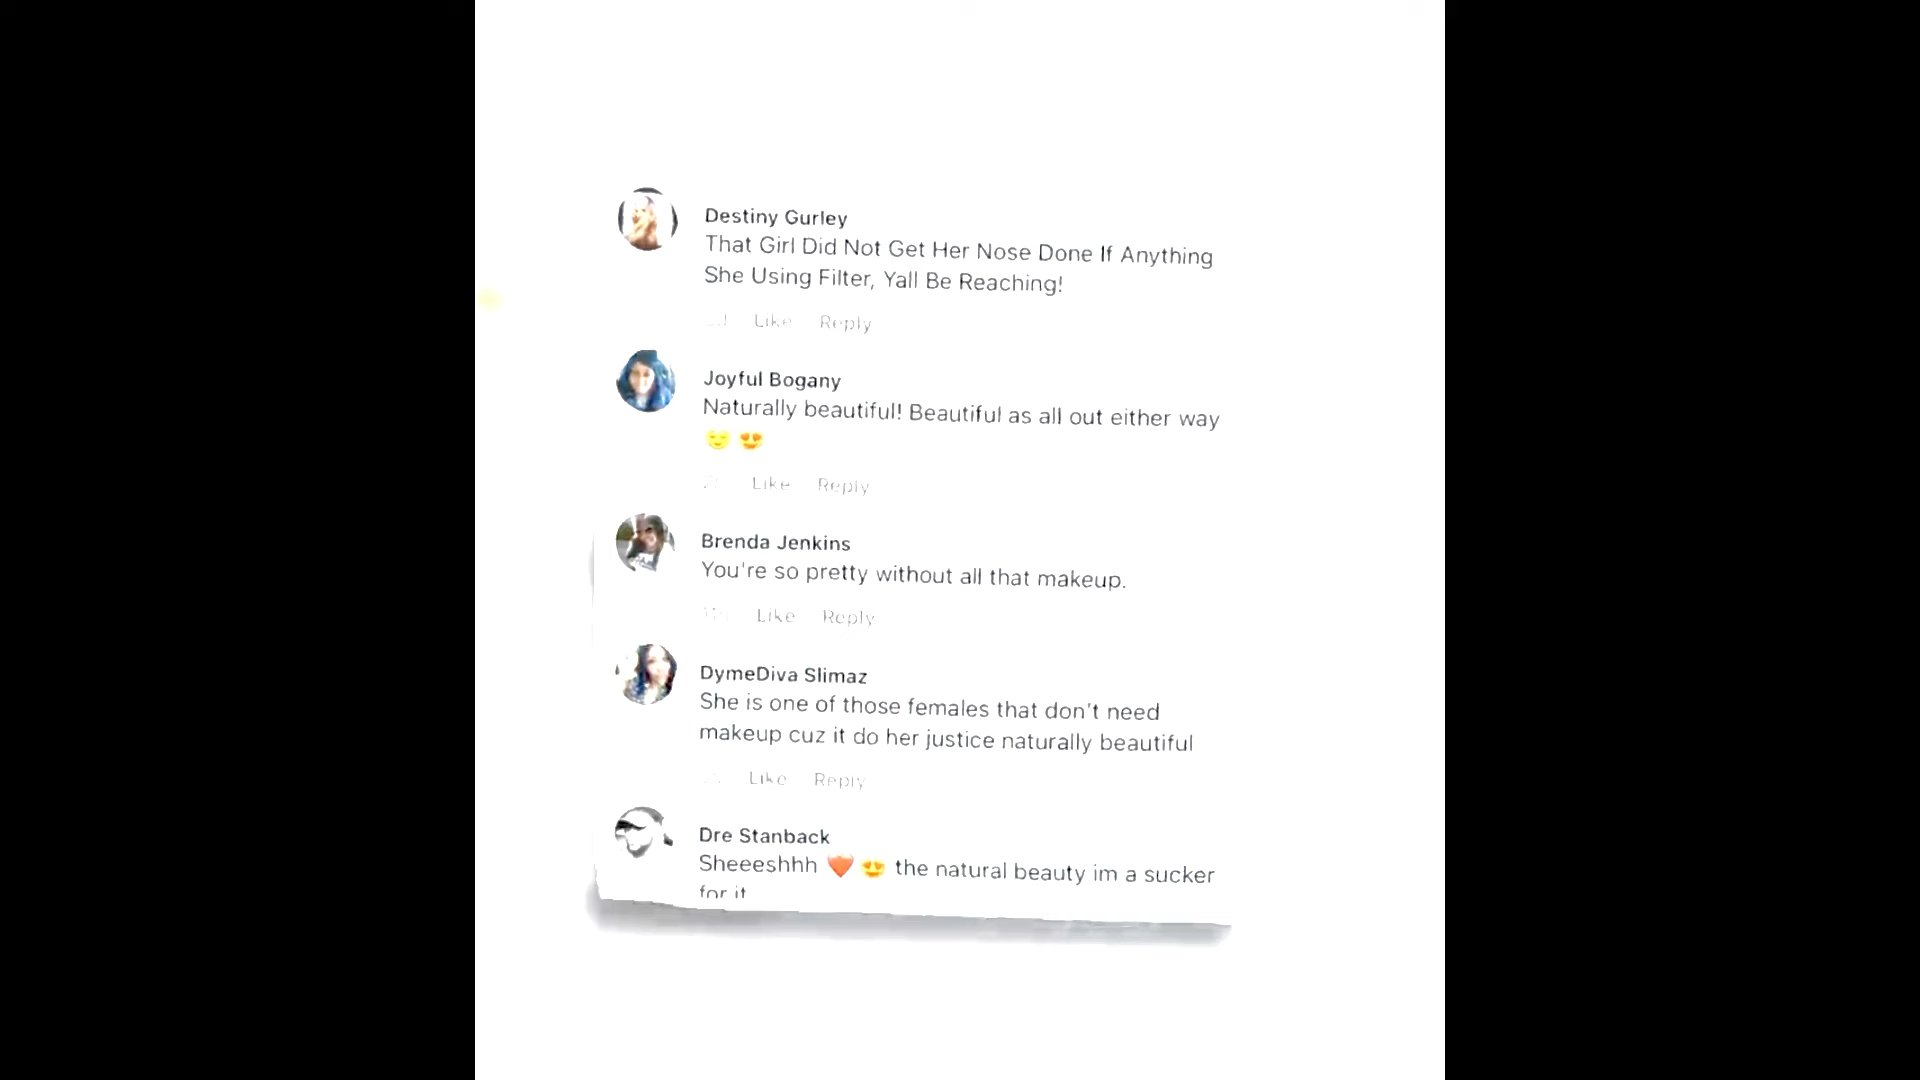 Destiny Gurley
That Girl Did Not Get Her Nose Done If Anything
She Using Filter, Yall Be Reaching!
Like Reply
Joyful Bogany
Naturally beautiful! Beautiful as all out either way
😌 😍
Like Reply
Brenda Jenkins
You're so pretty without all that makeup.
Like Reply
DymeDiva Slimaz
She is one of those females that don't need
makeup cuz it do her justice naturally beautiful
Like Reply
Dre Stanback
Sheeeshhh ❤️ 😍 the natural beauty im a sucker
for it